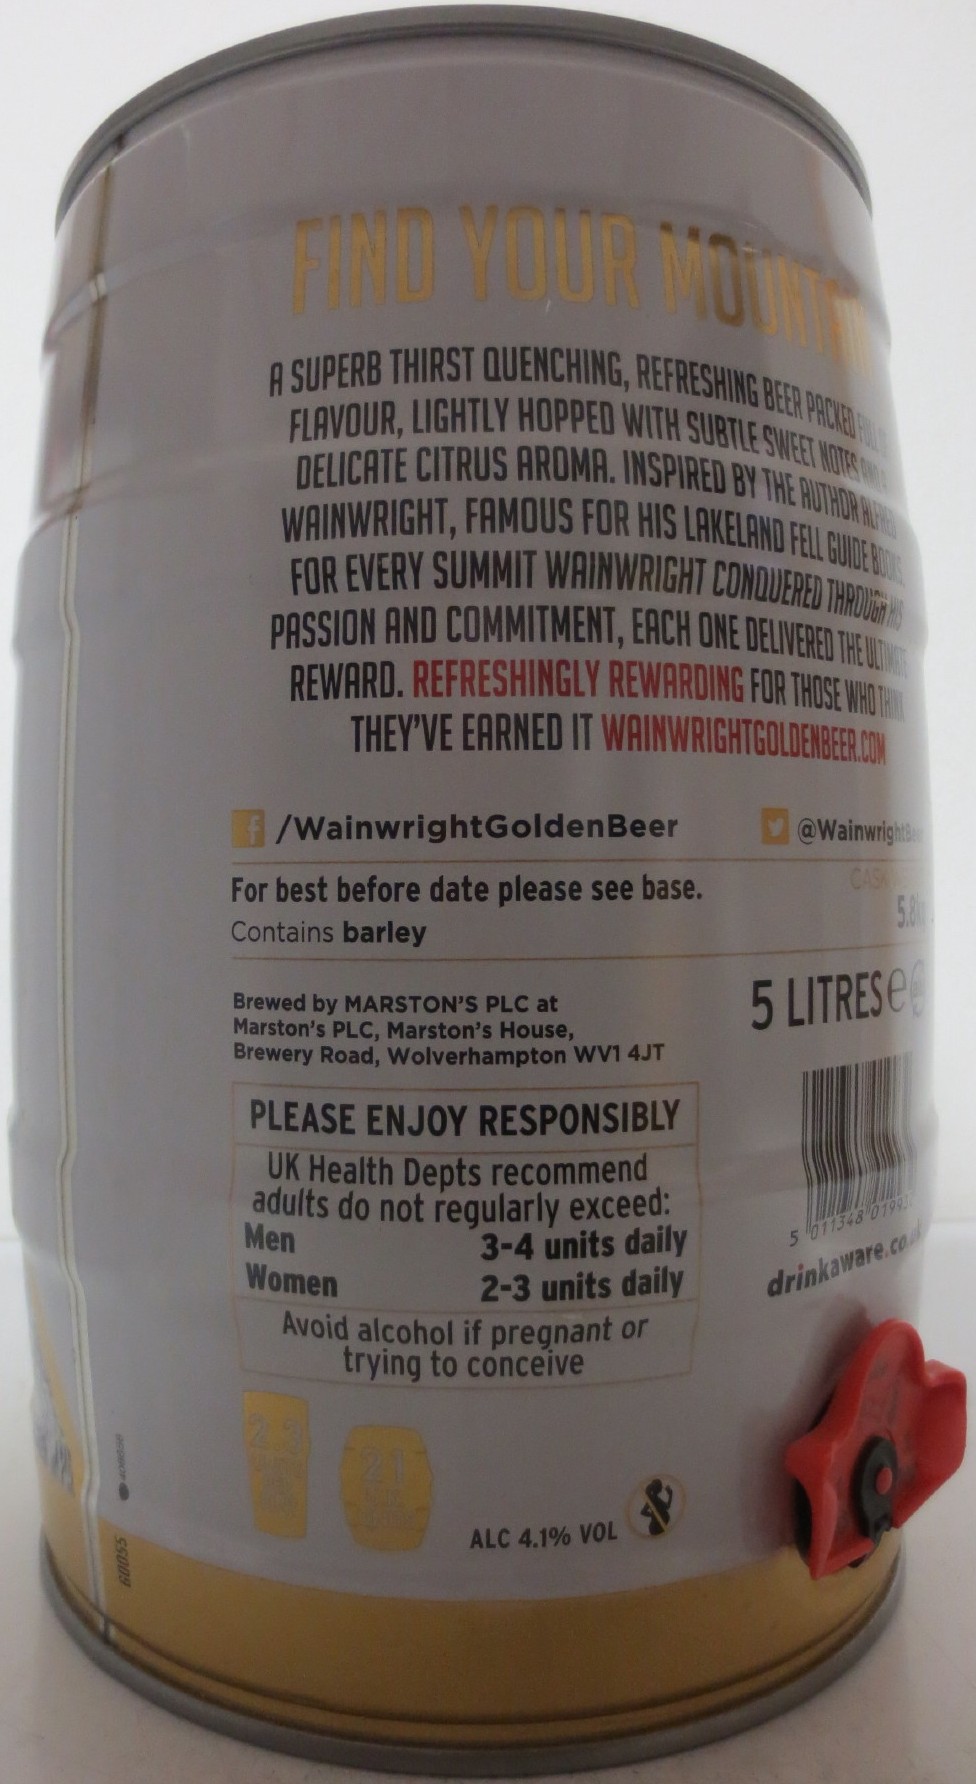 FIND YOUR MOUNTAIN
A SUPERB THIRST QUENCHING, REFRESHING BEER PACKED FULL OF
FLAVOUR, LIGHTLY HOPPED WITH SUBTLE SWEET NOTES AND A
DELICATE CITRUS AROMA. INSPIRED BY THE AUTHOR ALFRED
WAINWRIGHT, FAMOUS FOR HIS LAKELAND FELL GUIDE BOOKS.
FOR EVERY SUMMIT WAINWRIGHT CONQUERED THROUGH HIS
PASSION AND COMMITMENT, EACH ONE DELIVERED THE ULTIMATE
REWARD. REFRESHINGLY REWARDING FOR THOSE WHO THINK
THEY'VE EARNED IT WAINWRIGHTGOLDENBEER.COM
f /WainwrightGoldenBeer
@WainwrightBeer
CASK
For best before date please see base.
Contains barley
Brewed by MARSTON'S PLC at
Marston's PLC, Marston's House,
Brewery Road, Wolverhampton WV1 4JT
5 LITRES e
PLEASE ENJOY RESPONSIBLY
UK Health Depts recommend
adults do not regularly exceed:
Men 3-4 units daily
Women 2-3 units daily
Avoid alcohol if pregnant or
trying to conceive
5 011348
drinkaware.co.uk
21
ALC 4.1% VOL
GD055